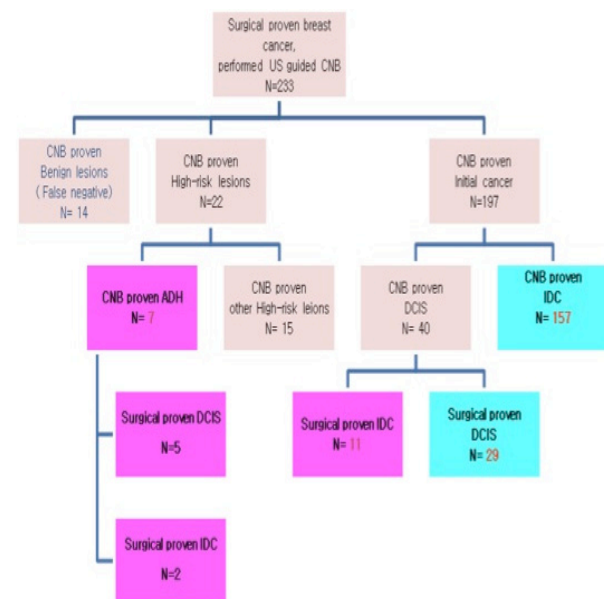 Surgical proven breast
cancer,
performed US guided CNB
N=233
CNB proven
Benign lesions
( False negative)
N= 14
CNB proven
High-risk lesions
N=22
CNB proven
Initial cancer
N=197
CNB proven ADH
N= 7
CNB proven
other High-risk leions
N= 15
CNB proven
DCIS
N= 40
CNB proven
IDC
N= 157
Surgical proven DCIS
N=5
Surgical proven IDC
N= 11
Surgical proven
DCIS
N= 29
Surgical proven IDC
N=2